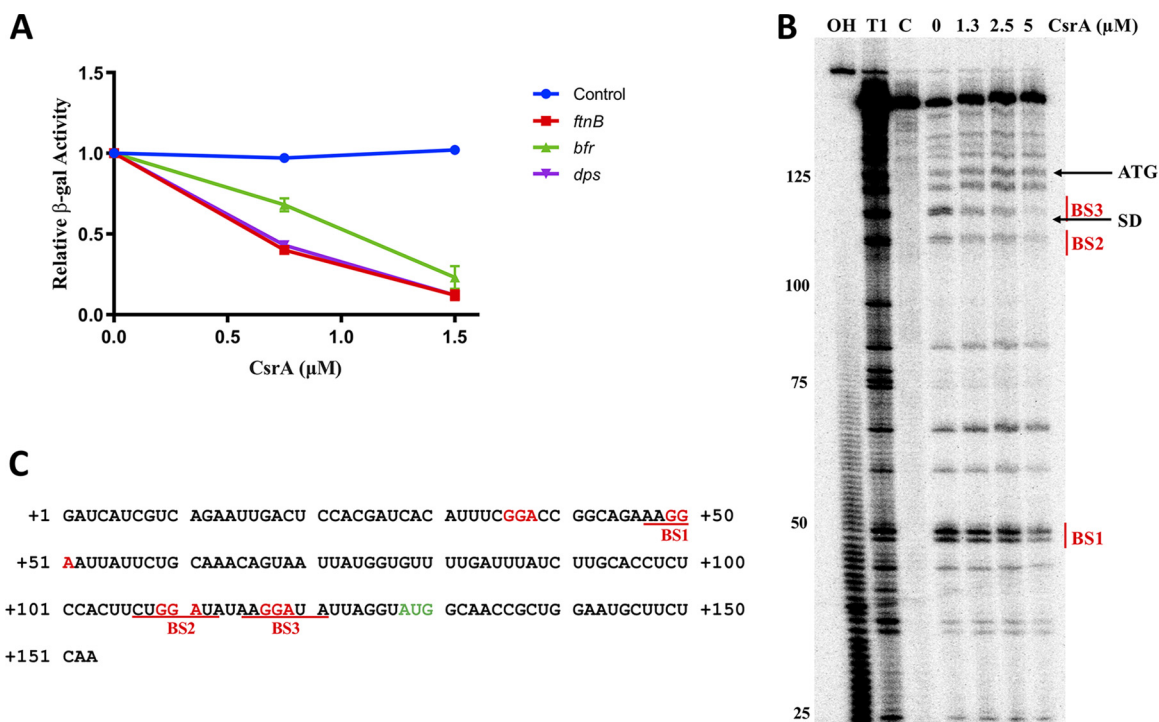 A
1.5
1.0
0.5
0.0
Relative β-gal Activity
0.0 0.5 1.0 1.5
CsrA (μM)
Control
ftnB
bfr
dps
B
OH T1 C 0 1.3 2.5 5 CsrA (μM)
125
100
75
50
25
ATG
BS3
SD
BS2
BS1
C
+1 GAUCAUCGUC AGAAUUGACU CCACGAUCAC AUUUCGGACC GGCAGAAAGG +50
BS1
+51 AAUUAUUCUG CAAACAGUAA UUAUGGUGUU UUGAUUUAUC UUGCACCUCU +100
+101 CCACUUCUGG AUAUAAGGAU AUUAGGUAUG GCAACCGCUG GAAUGCUUCU +150
BS2 BS3
+151 CAA